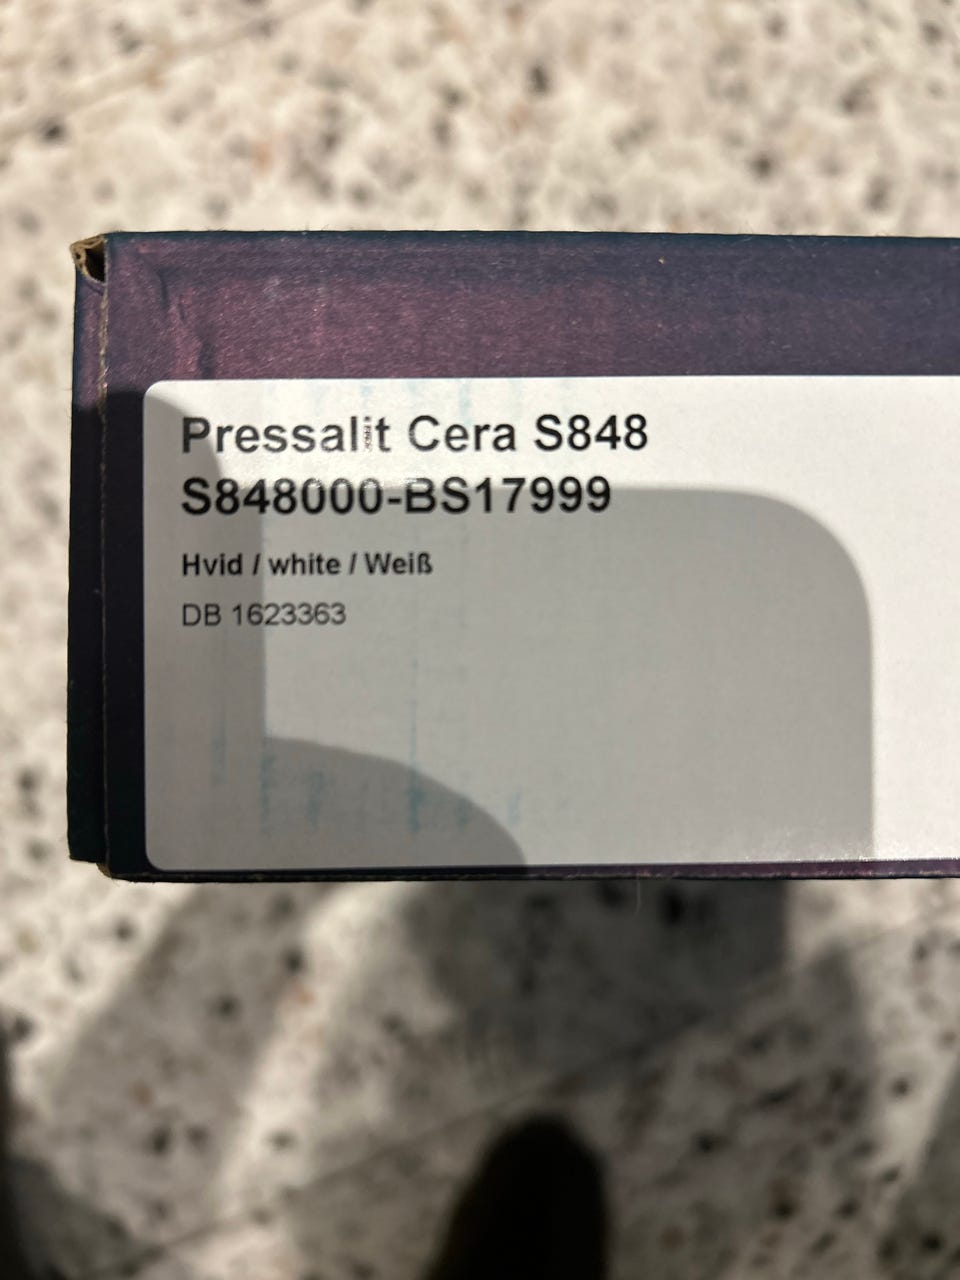 Pressalit Cera S848
S848000-BS17999
Hvid / white / Weiß
DB 1623363